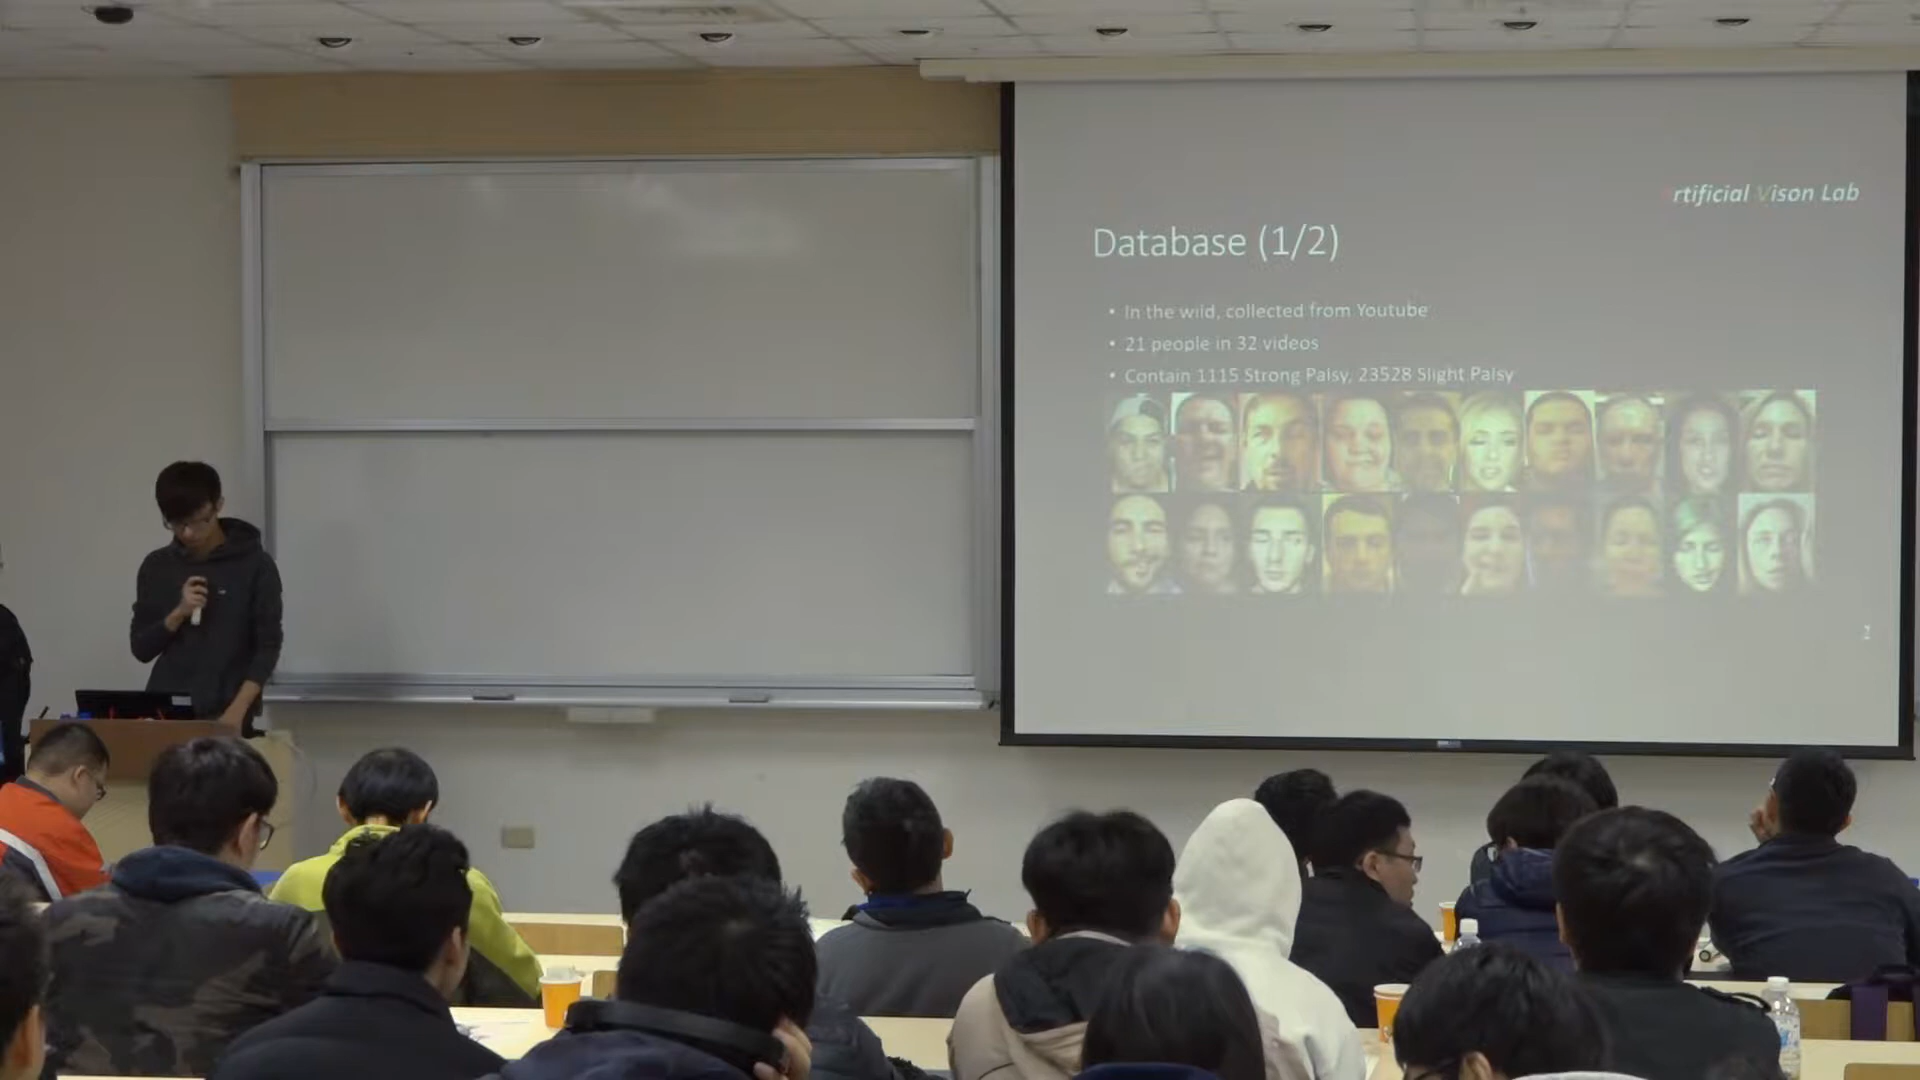 rtificial Vison Lab
Database (1/2)
• In the wild, collected from Youtube
• 21 people in 32 videos
• Contain 1115 Strong Palsy, 23528 Slight Palsy
2